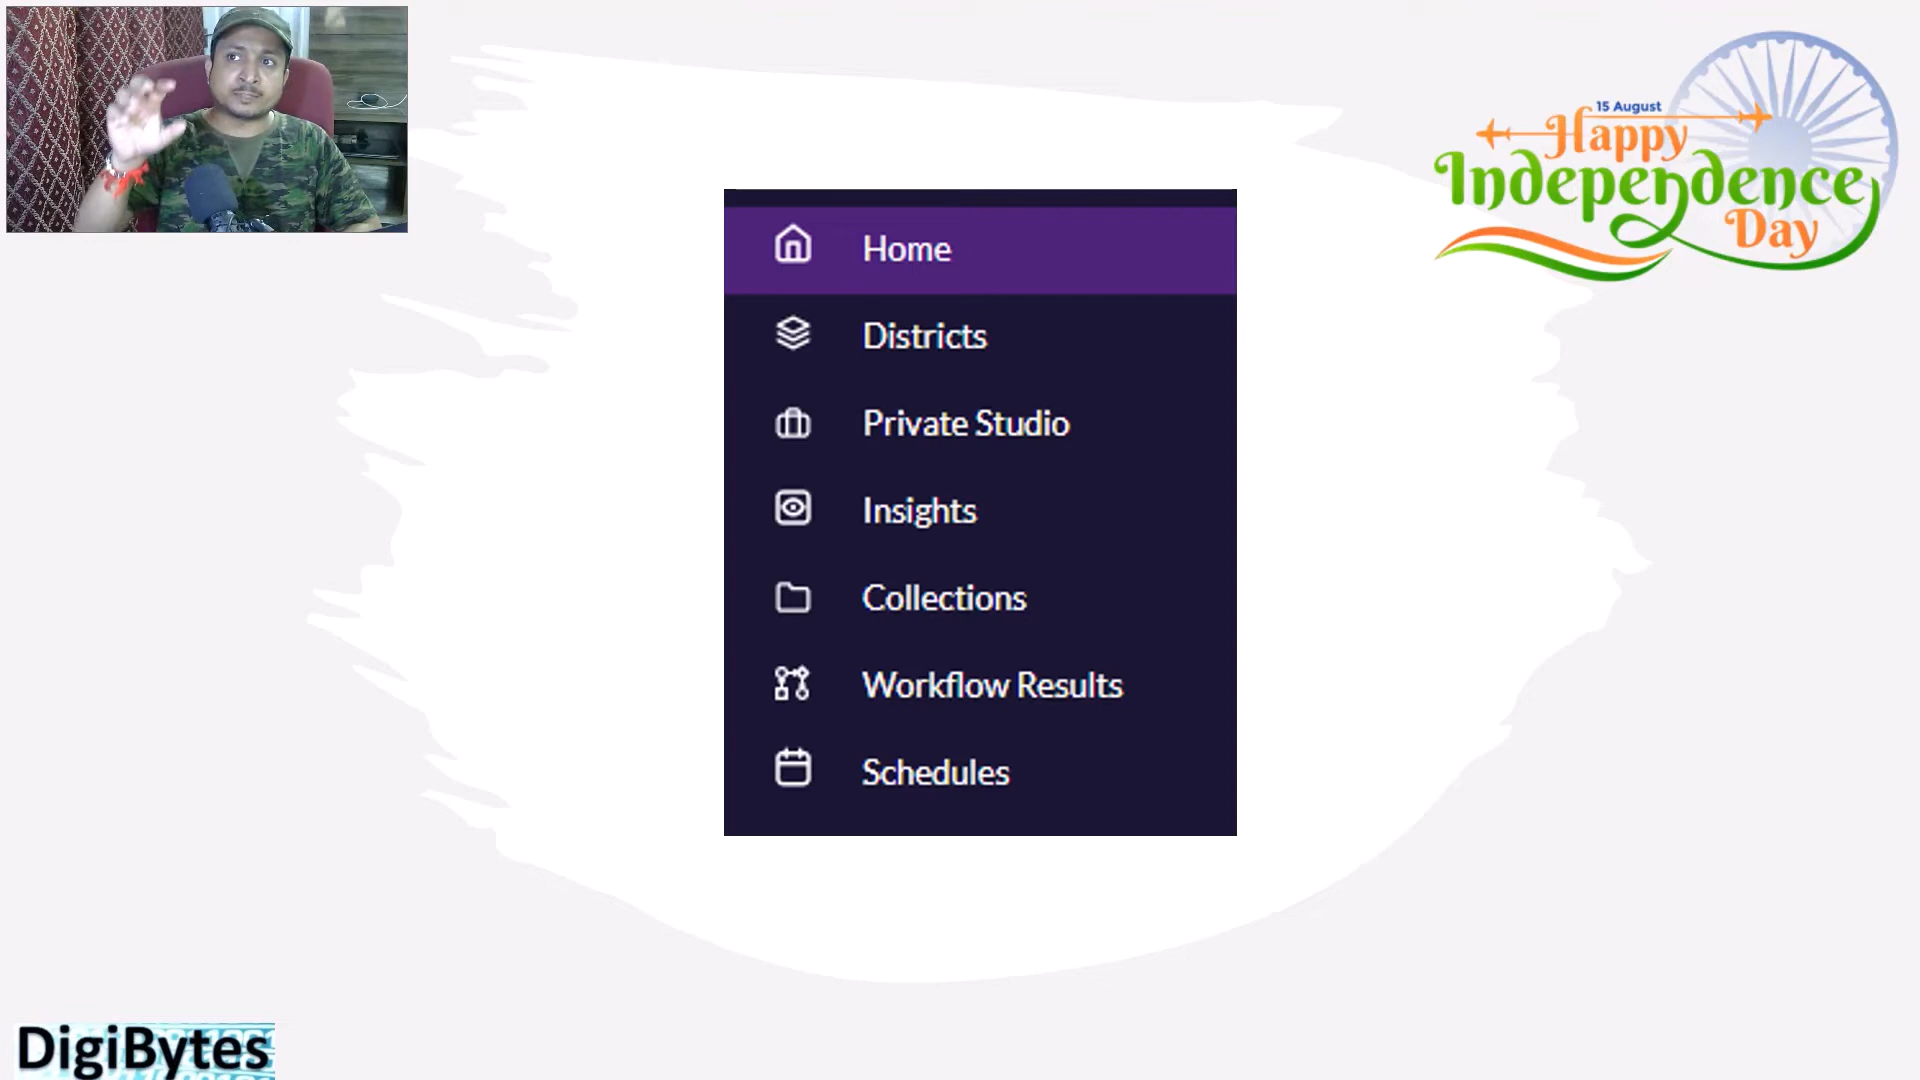 15 August
Happy
Independence
Day
Home
Districts
Private Studio
Insights
Collections
Workflow Results
Schedules
DigiBytes